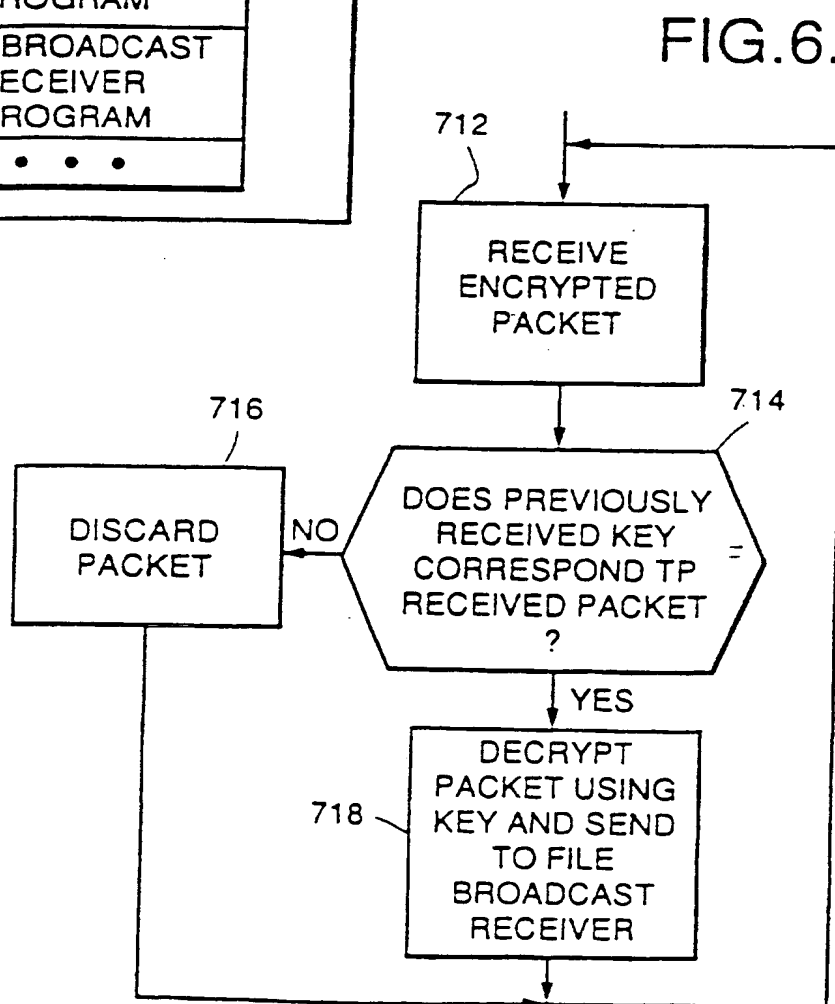 ROGRAM
BROADCAST
ECEIVER
ROGRAM
• • •
FIG.6.
712
RECEIVE
ENCRYPTED
PACKET
714
716
DOES PREVIOUSLY
RECEIVED KEY
CORRESPOND TP
RECEIVED PACKET
?
=
NO
DISCARD
PACKET
YES
718
DECRYPT
PACKET USING
KEY AND SEND
TO FILE
BROADCAST
RECEIVER